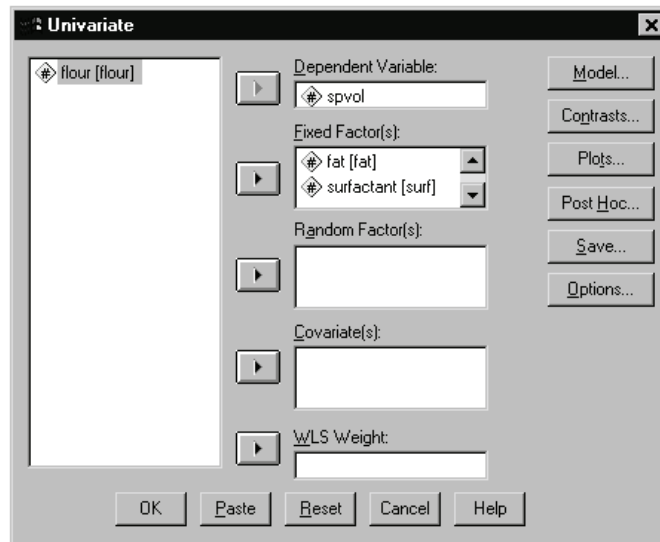 Univariate
flour [flour]
Dependent Variable:
spvol
Fixed Factor(s):
fat [fat]
surfactant [surf]
Random Factor(s):
Covariate(s):
WLS Weight:
Model...
Contrasts...
Plots...
Post Hoc...
Save...
Options...
OK
Paste
Reset
Cancel
Help